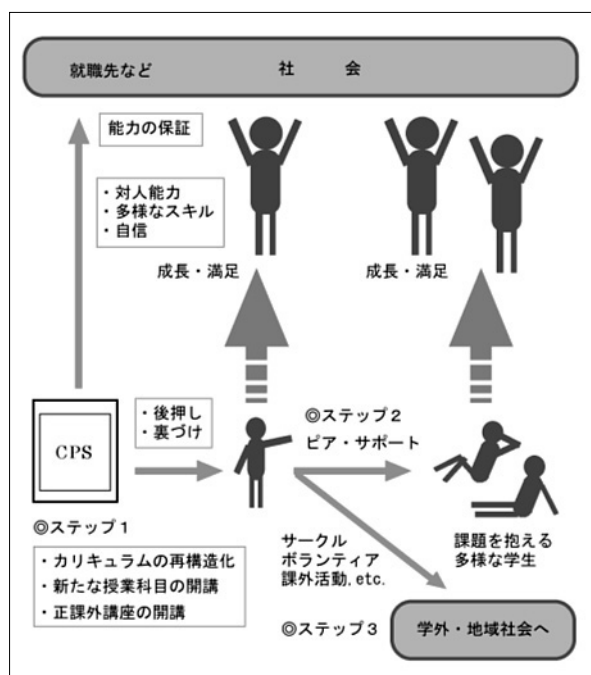 就職先など　社　会
能力の保証
・対人能力
・多様なスキル
・自信
成長・満足
成長・満足
・後押し
・裏づけ
CPS
◎ステップ２
ピア・サポート
◎ステップ１
・カリキュラムの再構造化
・新たな授業科目の開講
・正課外講座の開講
サークル
ボランティア
課外活動, etc.
課題を抱える
多様な学生
◎ステップ３
学外・地域社会へ